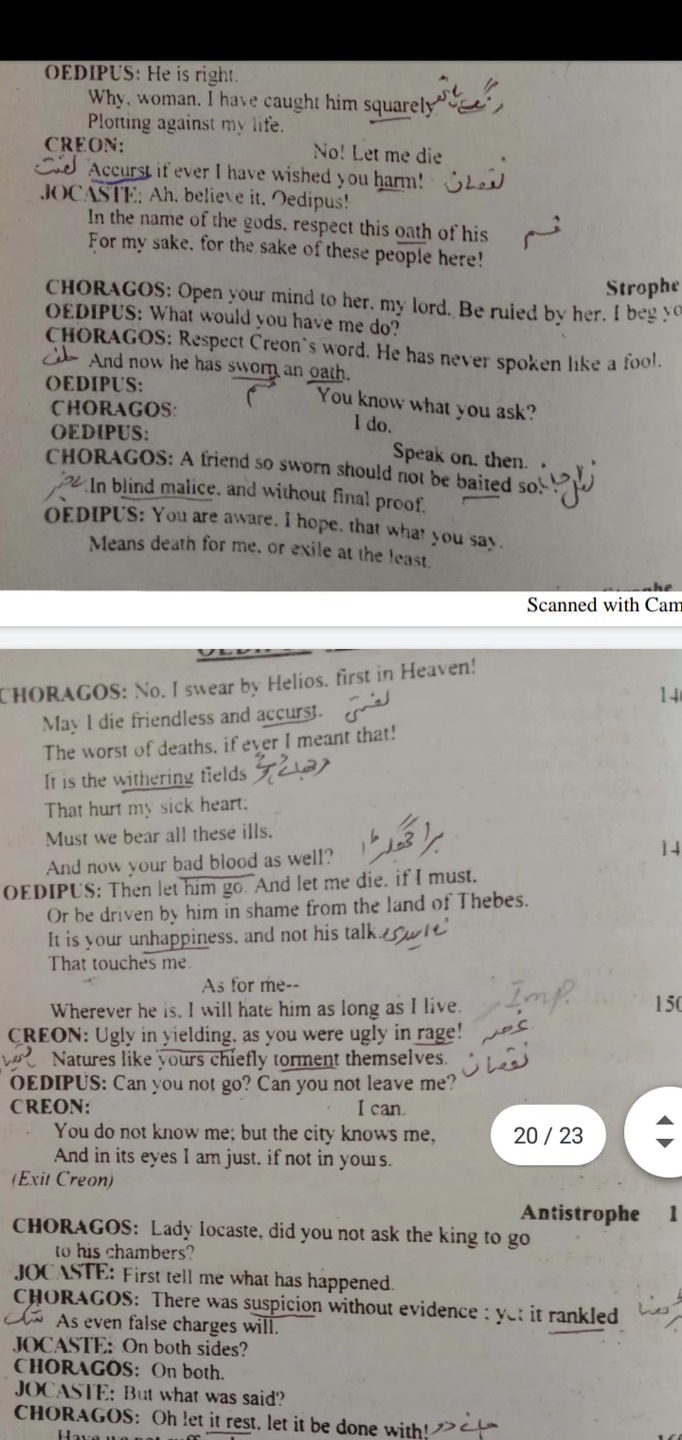 OEDIPUS: He is right.
Why, woman, I have caught him squarely
Plotting against my life.
CREON: No! Let me die
لعنت Accurst if ever I have wished you harm! نقصان
JOCASTE: Ah, believe it, Oedipus!
In the name of the gods, respect this oath of his قسم
For my sake, for the sake of these people here!
Strophe
CHORAGOS: Open your mind to her, my lord. Be ruled by her, I beg yo
OEDIPUS: What would you have me do?
CHORAGOS: Respect Creon's word. He has never spoken like a fool.
حلف And now he has sworn an oath. قسم
OEDIPUS: You know what you ask?
CHORAGOS: I do.
OEDIPUS: Speak on, then.
CHORAGOS: A friend so sworn should not be baited so,
In blind malice, and without final proof.
OEDIPUS: You are aware, I hope, that what you say.
Means death for me, or exile at the least.
Scanned with Cam
CHORAGOS: No, I swear by Helios, first in Heaven! 14
May I die friendless and accurst. لعنتی
The worst of deaths, if ever I meant that!
It is the withering fields
That hurt my sick heart:
Must we bear all these ills,
And now your bad blood as well? برا جھگڑا 14
OEDIPUS: Then let him go. And let me die, if I must,
Or be driven by him in shame from the land of Thebes.
It is your unhappiness, and not his talk.
That touches me.
As for me--
Wherever he is, I will hate him as long as I live. Imp. 150
CREON: Ugly in yielding, as you were ugly in rage! غصہ
Natures like yours chiefly torment themselves. نقصان
OEDIPUS: Can you not go? Can you not leave me?
CREON: I can.
You do not know me; but the city knows me,
And in its eyes I am just, if not in yours.
(Exit Creon)
20 / 23
Antistrophe 1
CHORAGOS: Lady Iocaste, did you not ask the king to go
to his chambers?
JOCASTE: First tell me what has happened.
CHORAGOS: There was suspicion without evidence : yet it rankled
شک As even false charges will.
JOCASTE: On both sides?
CHORAGOS: On both.
JOCASTE: But what was said?
CHORAGOS: Oh let it rest, let it be done with! جانے دو